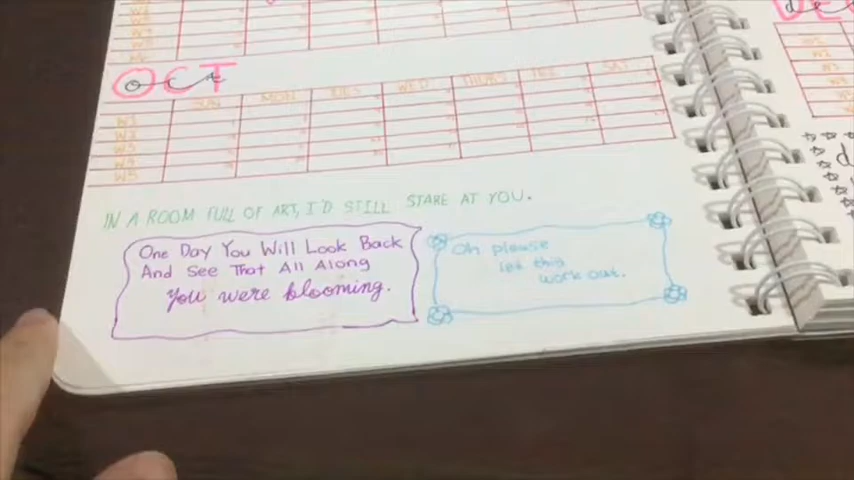 OCT
SUN MON TUES WED THURS FRI SAT
W1
W2
W3
W4
W5
IN A ROOM FULL OF ART, I'D STILL STARE AT YOU.
One Day You Will Look Back
And See That All Along
You were blooming.
Oh please
let this
work out.